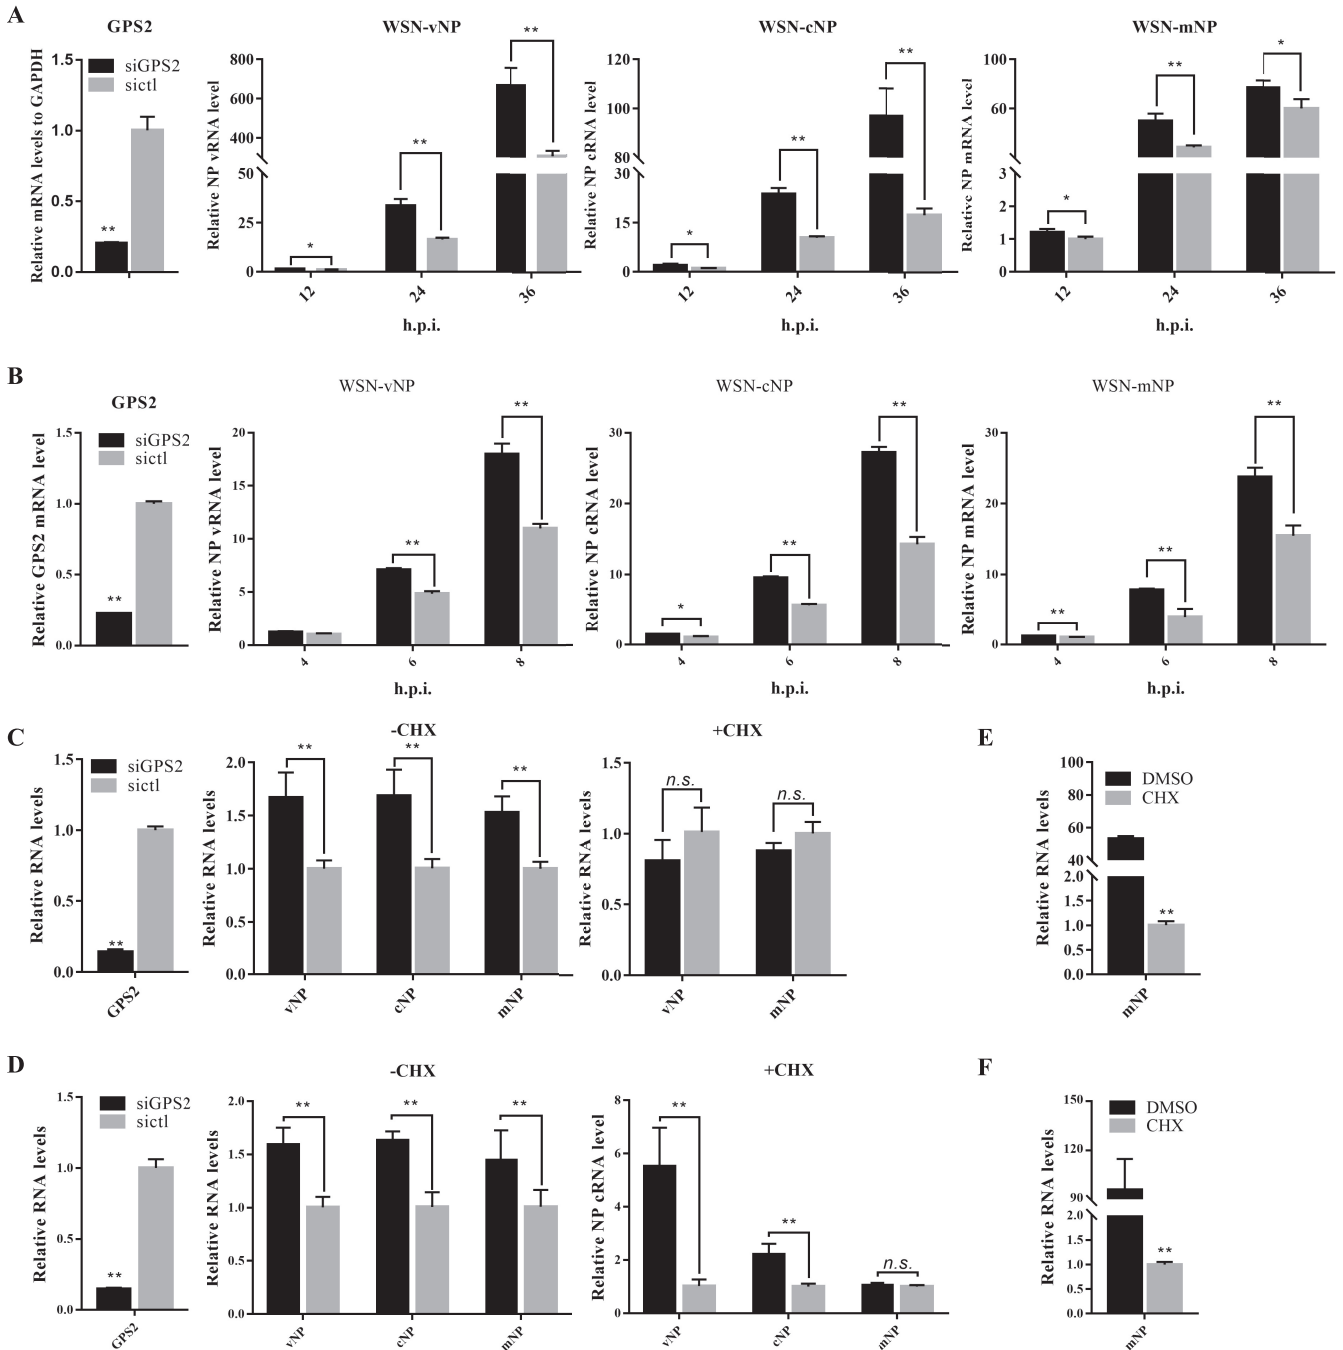 A
GPS2
WSN-vNP
WSN-cNP
WSN-mNP
Relative mRNA levels to GAPDH
1.5
1.0
0.5
0.0
siGPS2
sictl
**
Relative NP vRNA level
800
600
400
50
25
0
*
**
**
12
24
36
h.p.i.
Relative NP cRNA level
120
100
80
30
15
0
*
**
**
12
24
36
h.p.i.
Relative NP mRNA level
100
60
3
2
1
0
*
**
*
12
24
36
h.p.i.
B
GPS2
WSN-vNP
WSN-cNP
WSN-mNP
Relative GPS2 mRNA level
1.5
1.0
0.5
0.0
siGPS2
sictl
**
Relative NP vRNA level
20
15
10
5
0
**
**
4
6
8
h.p.i.
Relative NP cRNA level
30
20
10
0
*
**
**
4
6
8
h.p.i.
Relative NP mRNA level
30
20
10
0
**
**
**
4
6
8
h.p.i.
C
-CHX
+CHX
Relative RNA levels
1.5
1.0
0.5
0.0
siGPS2
sictl
**
GPS2
Relative RNA levels
2.0
1.5
1.0
0.5
0.0
**
**
**
vNP
cNP
mNP
Relative RNA levels
1.5
1.0
0.5
0.0
n.s.
n.s.
vNP
mNP
E
Relative RNA levels
100
80
60
40
2.0
1.5
1.0
0.5
0.0
DMSO
CHX
**
mNP
D
-CHX
+CHX
Relative RNA levels
1.5
1.0
0.5
0.0
siGPS2
sictl
**
GPS2
Relative RNA levels
2.0
1.5
1.0
0.5
0.0
**
**
**
vNP
cNP
mNP
Relative NP cRNA level
8
6
4
2
0
**
**
n.s.
vNP
cNP
mNP
F
Relative RNA levels
150
120
90
2.0
1.5
1.0
0.5
0.0
DMSO
CHX
**
mNP